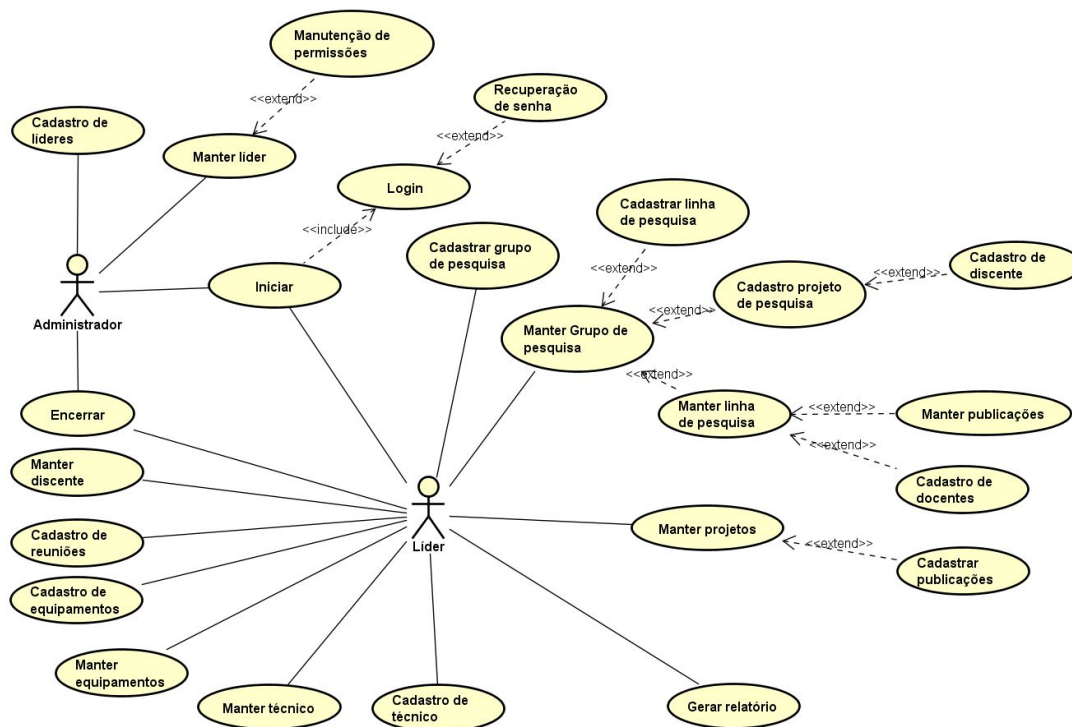 Manutenção de
permissões
<<extend>>
Recuperação
de senha
<<extend>>
Cadastro de
líderes
Manter líder
Login
<<include>>
Cadastrar linha
de pesquisa
<<extend>>
Cadastrar grupo
de pesquisa
Iniciar
Cadastro projeto
de pesquisa
<<extend>>
<<extend>>
Cadastro de
discente
Administrador
Manter Grupo de
pesquisa
<<extend>>
Encerrar
Manter linha
de pesquisa
<<extend>>
Manter publicações
<<extend>>
Manter
discente
Cadastro de
docentes
Cadastro de
reuniões
Líder
Manter projetos
<<extend>>
Cadastrar
publicações
Cadastro de
equipamentos
Manter
equipamentos
Manter técnico
Cadastro de
técnico
Gerar relatório